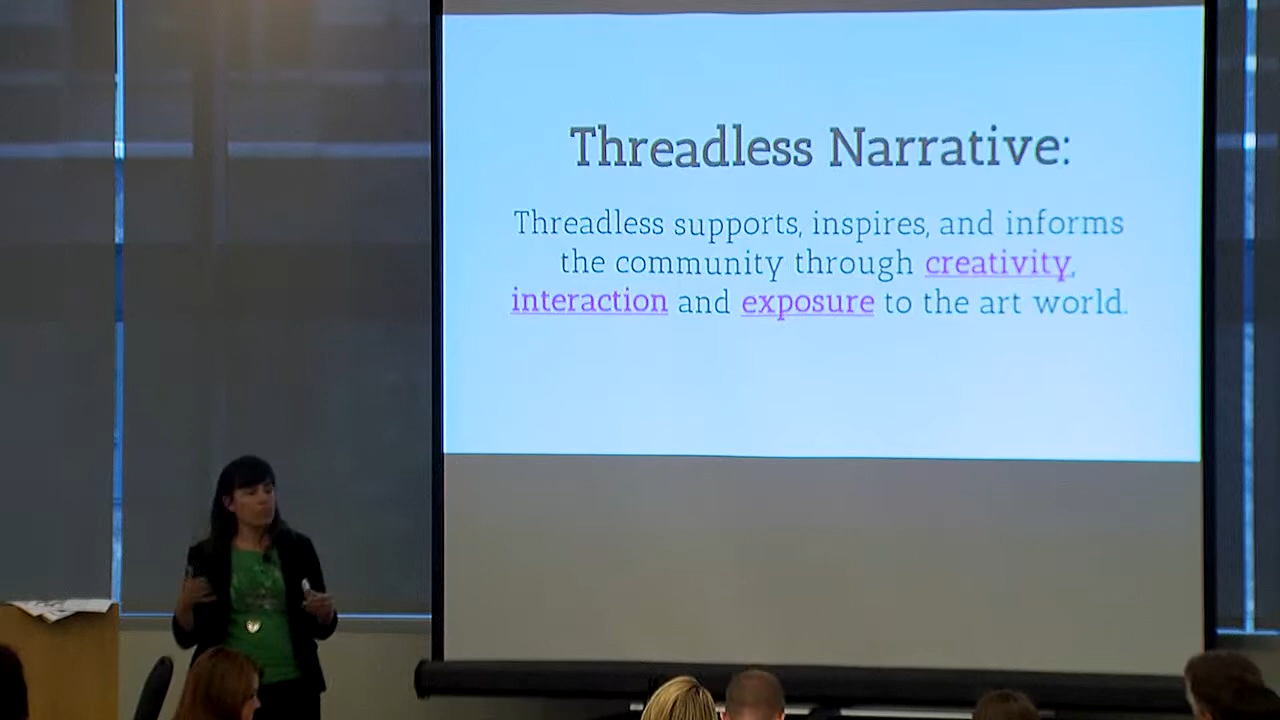 Threadless Narrative:
Threadless supports, inspires, and informs
the community through creativity,
interaction and exposure to the art world.